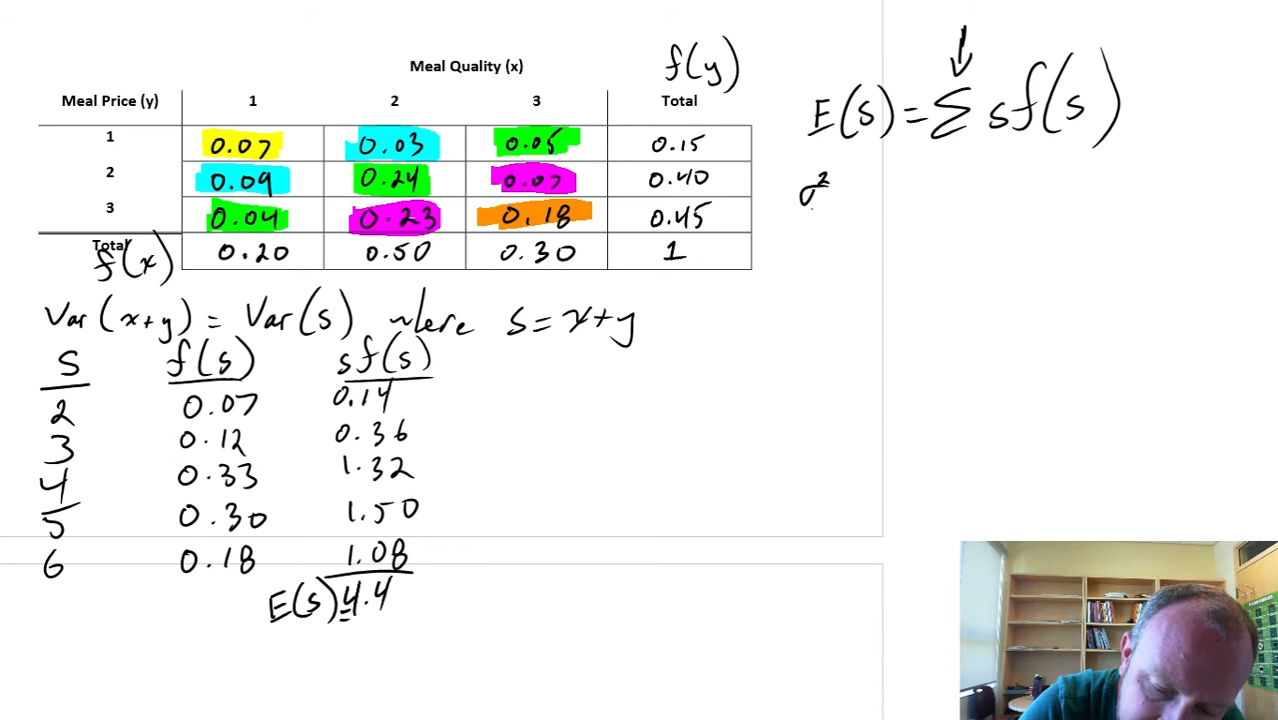 Meal Quality (x) f(y)
Meal Price (y) 1 2 3 Total
1 0.07 0.03 0.05 0.15
2 0.09 0.24 0.07 0.40
3 0.04 0.23 0.18 0.45
Total f(x) 0.20 0.50 0.30 1
Var(x+y) = Var(s) where s = x+y
s f(s) sf(s)
2 0.07 0.14
3 0.12 0.36
4 0.33 1.32
5 0.30 1.50
6 0.18 1.08
E(s) 4.4
E(s) = Σ sf(s)
σ²